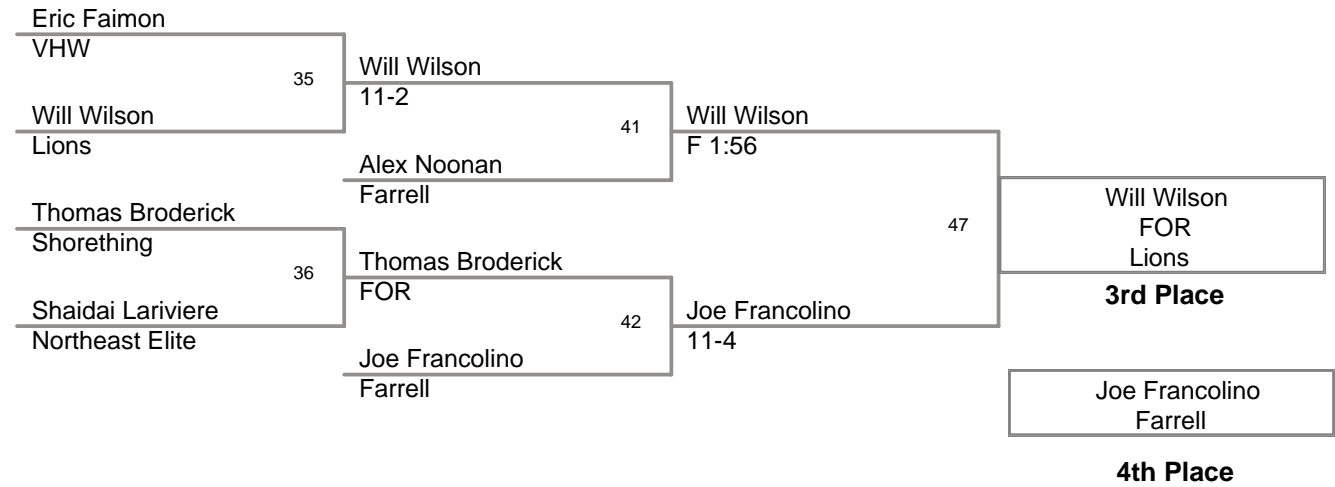 Eric Faimon
VHW
35
Will Wilson
Lions
Will Wilson
11-2
41
Alex Noonan
Farrell
Will Wilson
F 1:56
Thomas Broderick
Shorething
36
Shaidai Lariviere
Northeast Elite
Thomas Broderick
FOR
42
Joe Francolino
Farrell
Joe Francolino
11-4
47
Will Wilson
FOR
Lions
3rd Place
Joe Francolino
Farrell
4th Place